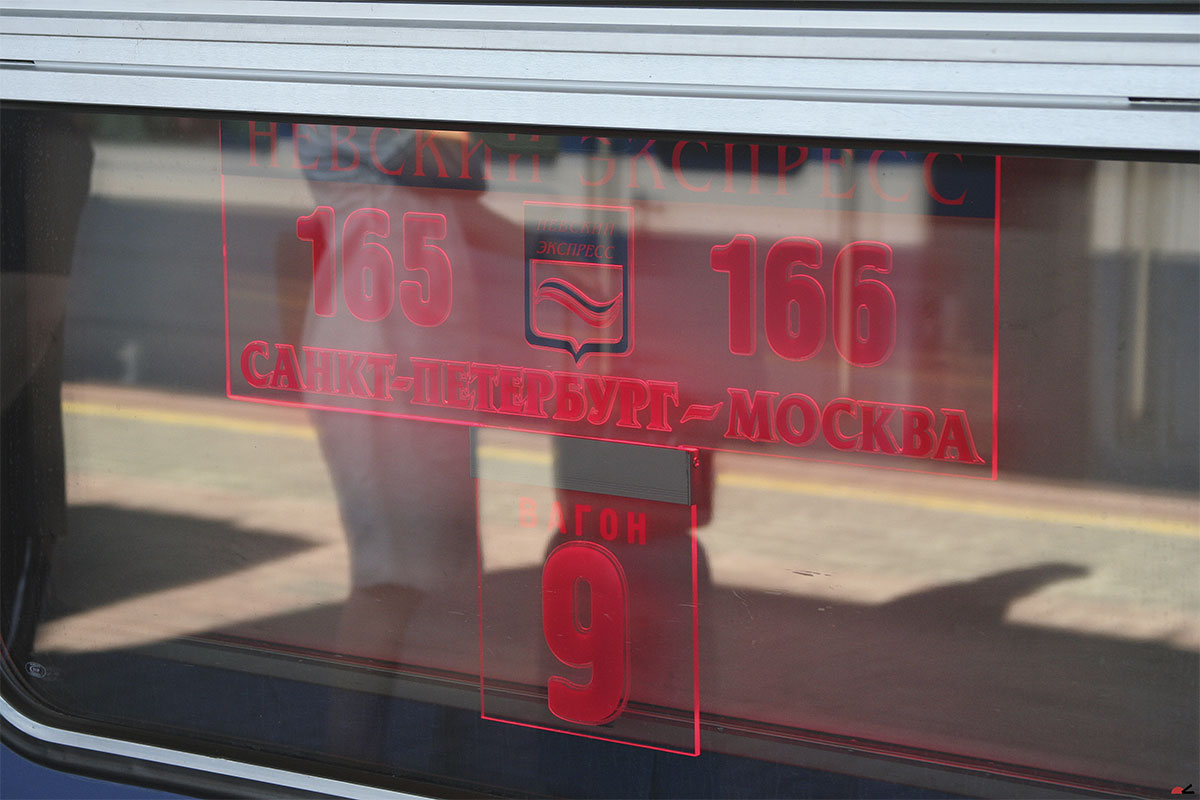 НЕВСКИЙ ЭКСПРЕСС
165
НЕВСКИЙ
ЭКСПРЕСС
166
САНКТ-ПЕТЕРБУРГ~МОСКВА
ВАГОН
9